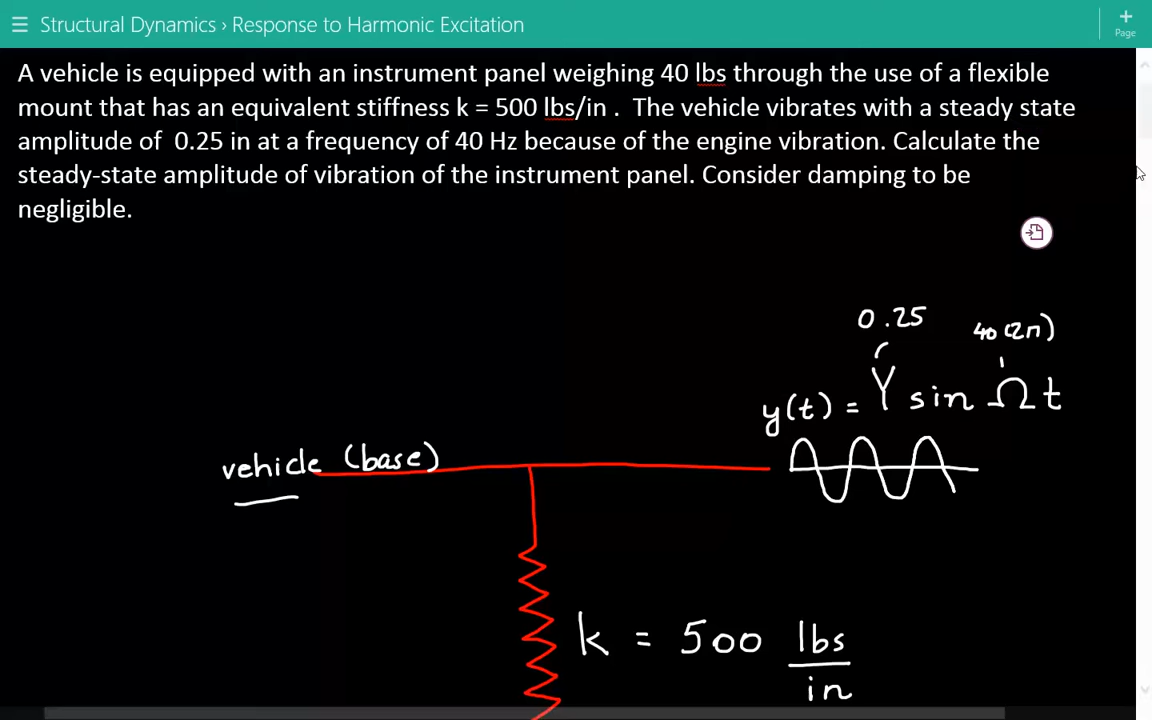 Structural Dynamics › Response to Harmonic Excitation
Page
A vehicle is equipped with an instrument panel weighing 40 lbs through the use of a flexible
mount that has an equivalent stiffness k = 500 lbs/in . The vehicle vibrates with a steady state
amplitude of 0.25 in at a frequency of 40 Hz because of the engine vibration. Calculate the
steady-state amplitude of vibration of the instrument panel. Consider damping to be
negligible.
0.25
40(2π)
y(t) = Y sin Ωt
vehicle (base)
k = 500 lbs
in